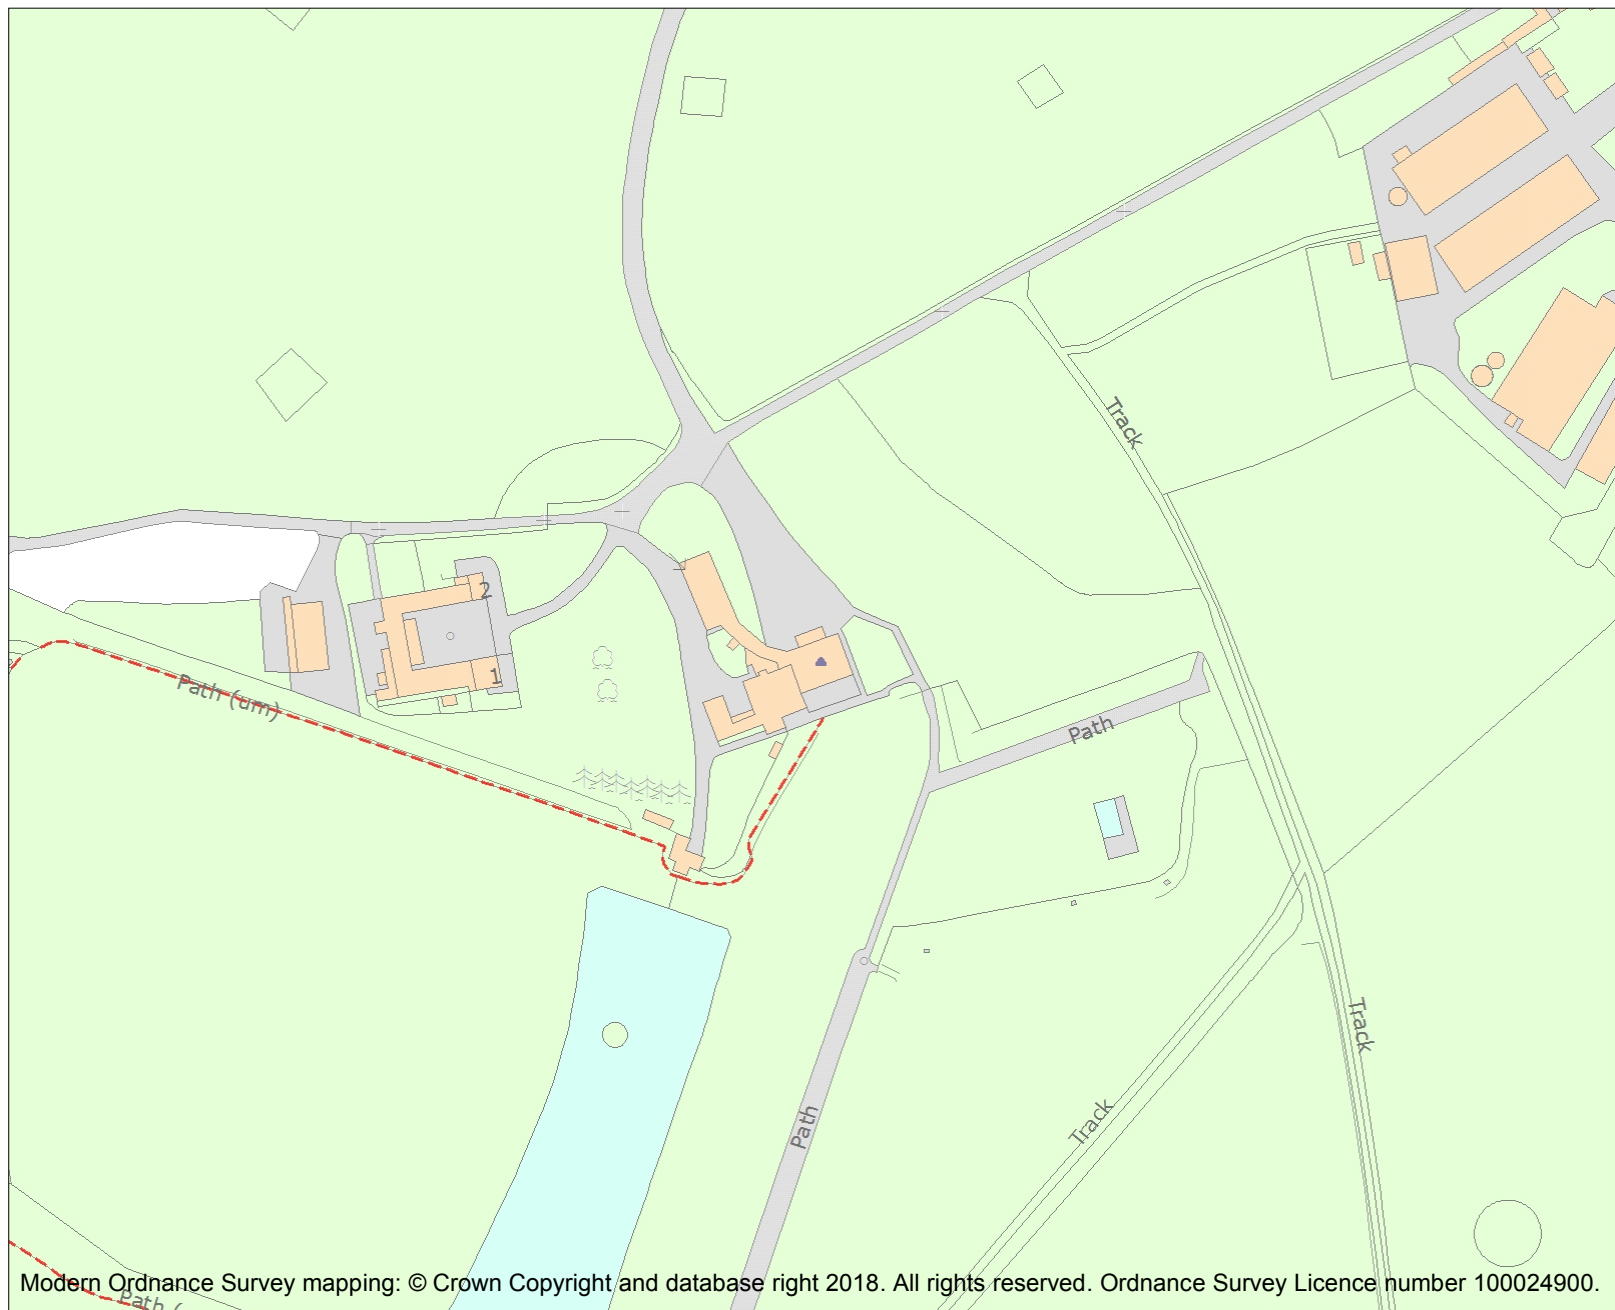 Track
2
1
Path (um)
Path
Track
Path
Track
Modern Ordnance Survey mapping: © Crown Copyright and database right 2018. All rights reserved. Ordnance Survey Licence number 100024900.
Path (